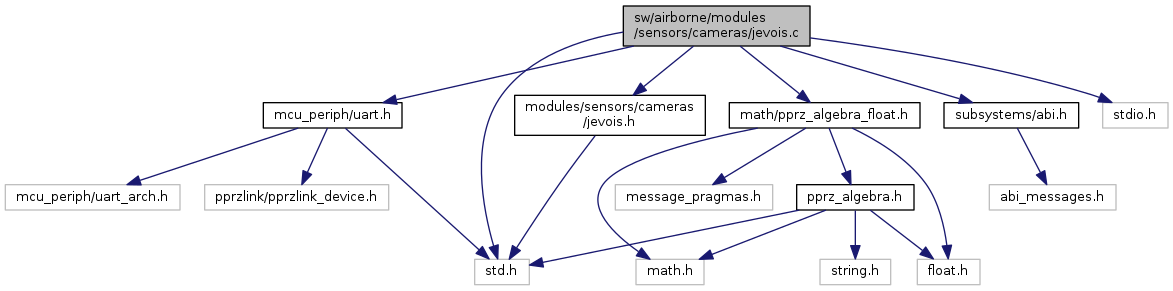 sw/airborne/modules
/sensors/cameras/jevois.c
mcu_periph/uart.h
modules/sensors/cameras
/jevois.h
math/pprz_algebra_float.h
subsystems/abi.h
stdio.h
mcu_periph/uart_arch.h
pprzlink/pprzlink_device.h
message_pragmas.h
pprz_algebra.h
abi_messages.h
std.h
math.h
string.h
float.h